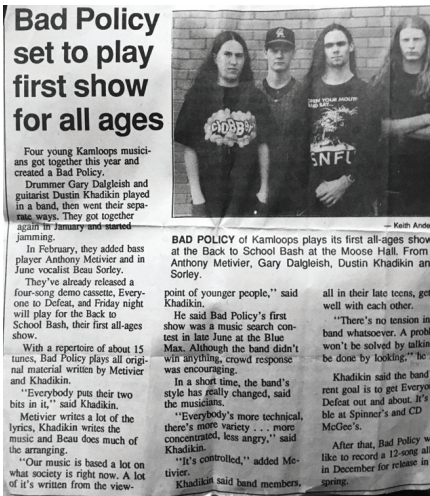 Bad Policy
set to play
first show
for all ages
Four young Kamloops musici-
ans got together this year and
created a Bad Policy.
Drummer Gary Dalgleish and
guitarist Dustin Khadikin played
in a band, then went their sepa-
rate ways. They got together
again in January and started
jamming.
In February, they added bass
player Anthony Metivier and in
June vocalist Beau Sorley.
They've already released a
four-song demo cassette, Every-
one to Defeat, and Friday night
will play for the Back to
School Bash, their first all-ages
show.
With a repertoire of about 15
tunes, Bad Policy plays all origi-
nal material written by Metivier
and Khadikin.
"Everybody puts their two
bits in it," said Khadikin.
Metivier writes a lot of the
lyrics, Khadikin writes the
music and Beau does much of
the arranging.
"Our music is based a lot on
what society is right now. A lot
of it's written from the view-
— Keith Ande
BAD POLICY of Kamloops plays its first all-ages show
at the Back to School Bash at the Moose Hall. From
Anthony Metivier, Gary Dalgleish, Dustin Khadikin an
Sorley.
point of younger people," said
Khadikin.
He said Bad Policy's first
show was a music search con-
test in late June at the Blue
Max. Although the band didn't
win anything, crowd response
was encouraging.
In a short time, the band's
style has really changed, said
the musicians.
"Everybody's more technical,
there's more variety . . . more
concentrated, less angry," said
Khadikin.
"It's controlled," added Me-
tivier.
Khadikin said band members,
all in their late teens, get
well with each other.
"There's no tension in
band whatsoever. A prob
won't be solved by talkin
be done by looking," he
Khadikin said the band
rent goal is to get Everyo
Defeat out and about. It's
ble at Spinner's and CD
McGee's.
After that, Bad Policy w
like to record a 12-song al
in December for release in
spring.